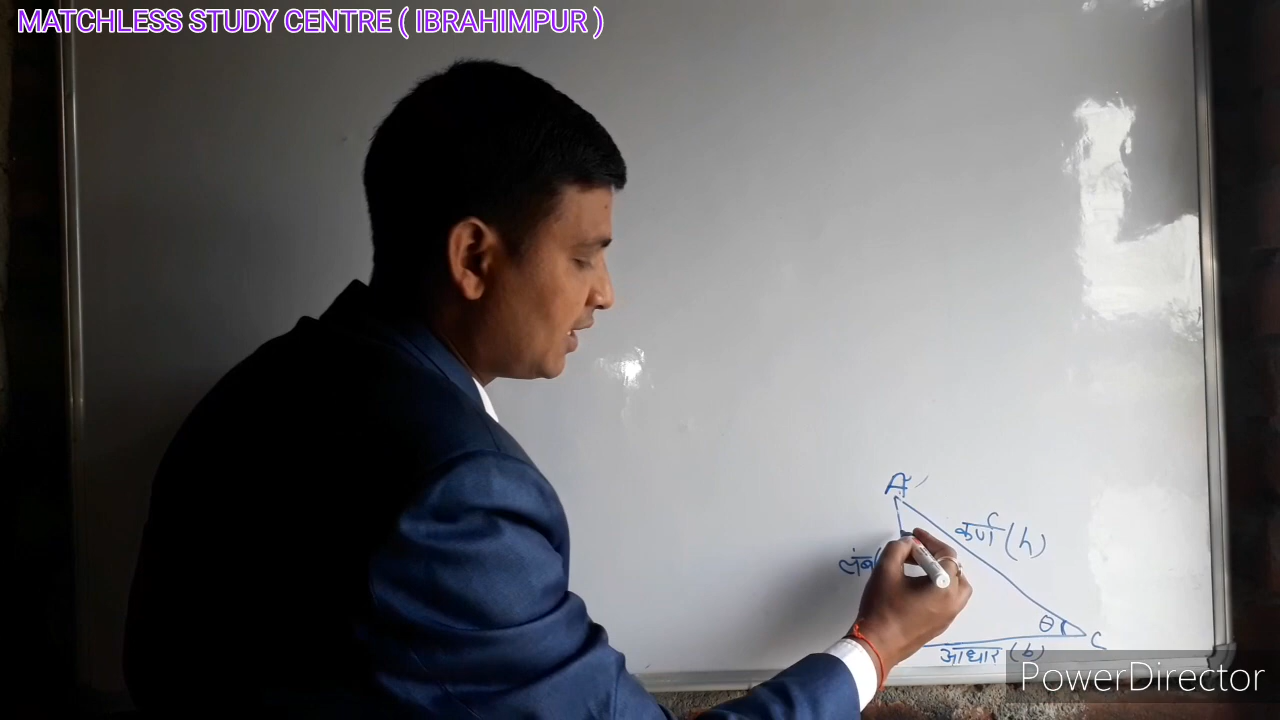 MATCHLESS STUDY CENTRE ( IBRAHIMPUR )
A
कर्ण (h)
लंब(
θ
C
आधार (b)
PowerDirector